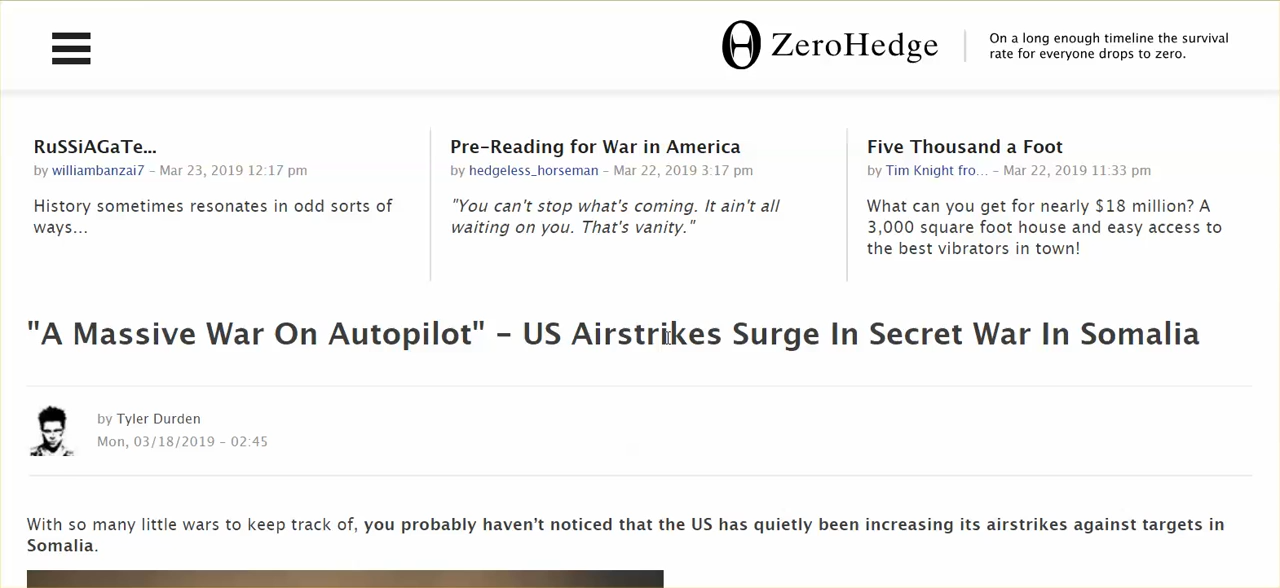 ZeroHedge
On a long enough timeline the survival
rate for everyone drops to zero.
RuSSiAGaTe...
by williambanzai7 – Mar 23, 2019 12:17 pm
History sometimes resonates in odd sorts of
ways...
Pre-Reading for War in America
by hedgeless_horseman – Mar 22, 2019 3:17 pm
"You can't stop what's coming. It ain't all
waiting on you. That's vanity."
Five Thousand a Foot
by Tim Knight fro... – Mar 22, 2019 11:33 pm
What can you get for nearly $18 million? A
3,000 square foot house and easy access to
the best vibrators in town!
"A Massive War On Autopilot" – US Airstrikes Surge In Secret War In Somalia
by Tyler Durden
Mon, 03/18/2019 – 02:45
With so many little wars to keep track of, you probably haven’t noticed that the US has quietly been increasing its airstrikes against targets in
Somalia.